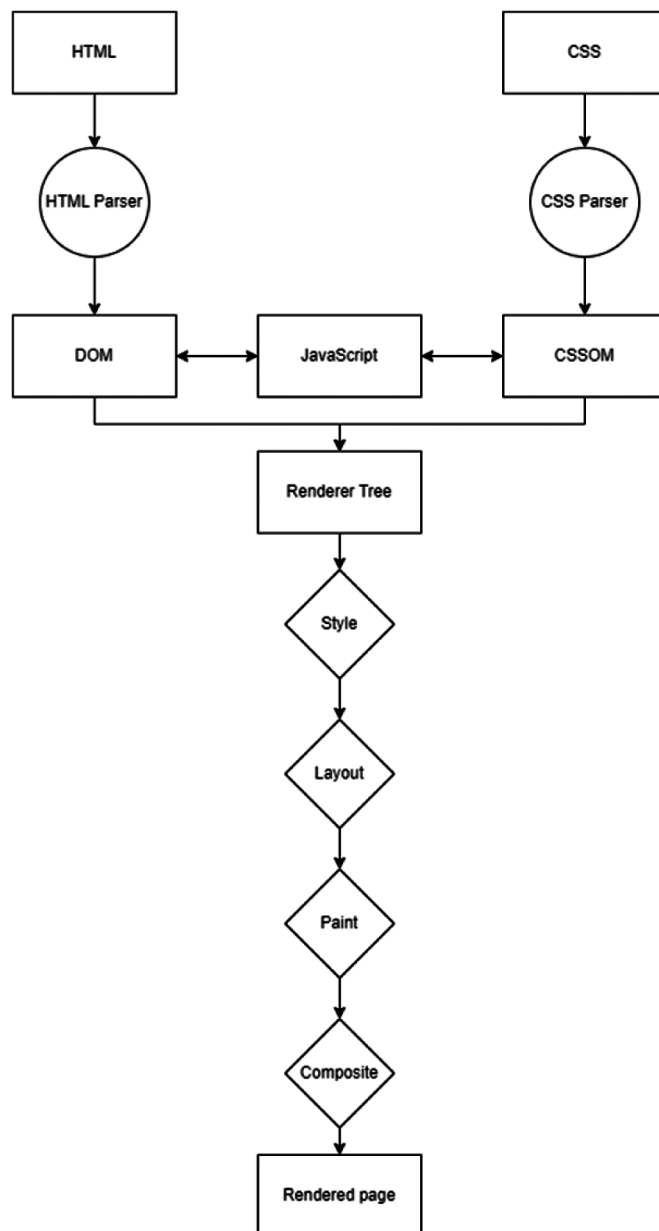 HTML
CSS
HTML Parser
CSS Parser
DOM
JavaScript
CSSOM
Renderer Tree
Style
Layout
Paint
Composite
Rendered page